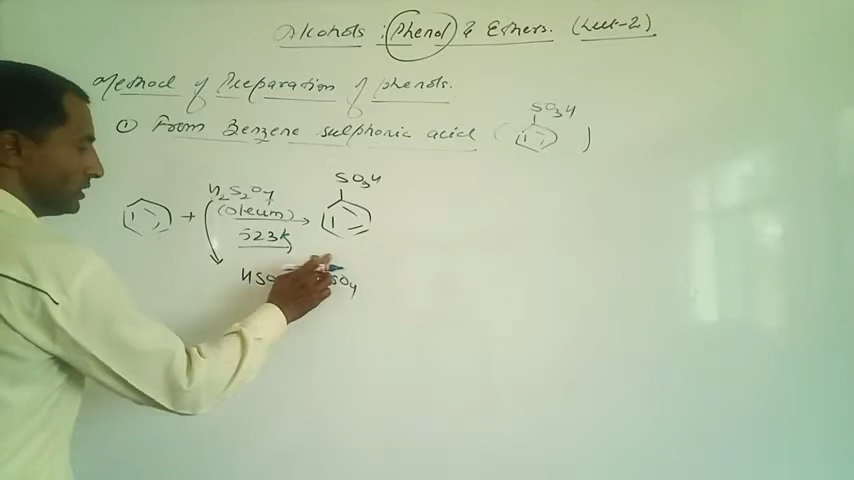 Alcohols : Phenol & Ethers. (Lect-2)
Method of Preparation of phenols.
① From Benzene sulphonic acid ( SO3H )
SO3H
H2S2O7
+ (Oleum)
523K